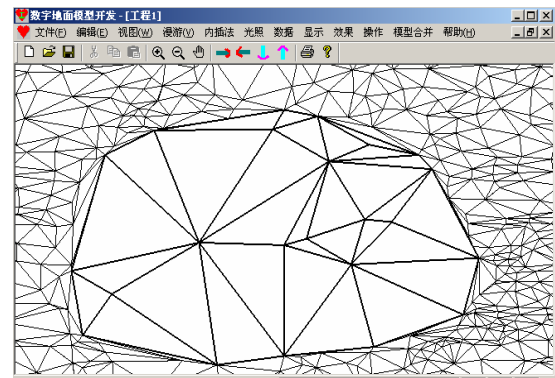 数字地面模型开发 - [工程1]
文件(F) 编辑(E) 视图(W) 漫游(V) 内插法 光照 数据 显示 效果 操作 模型合并 帮助(H)